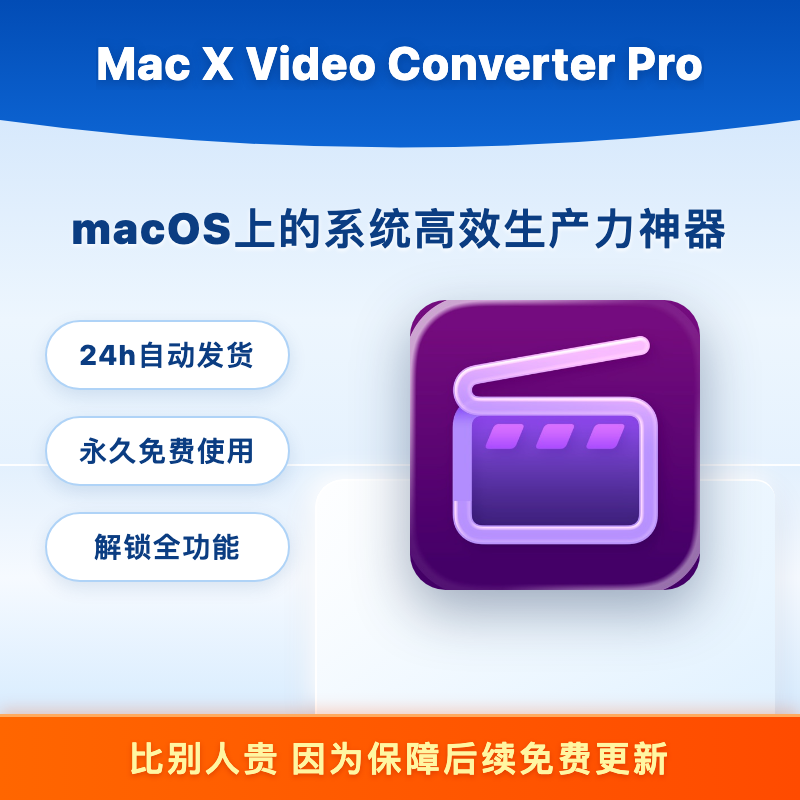 Mac X Video Converter Pro
macOS上的系统高效生产力神器
24h自动发货
永久免费使用
解锁全功能
比别人贵 因为保障后续免费更新